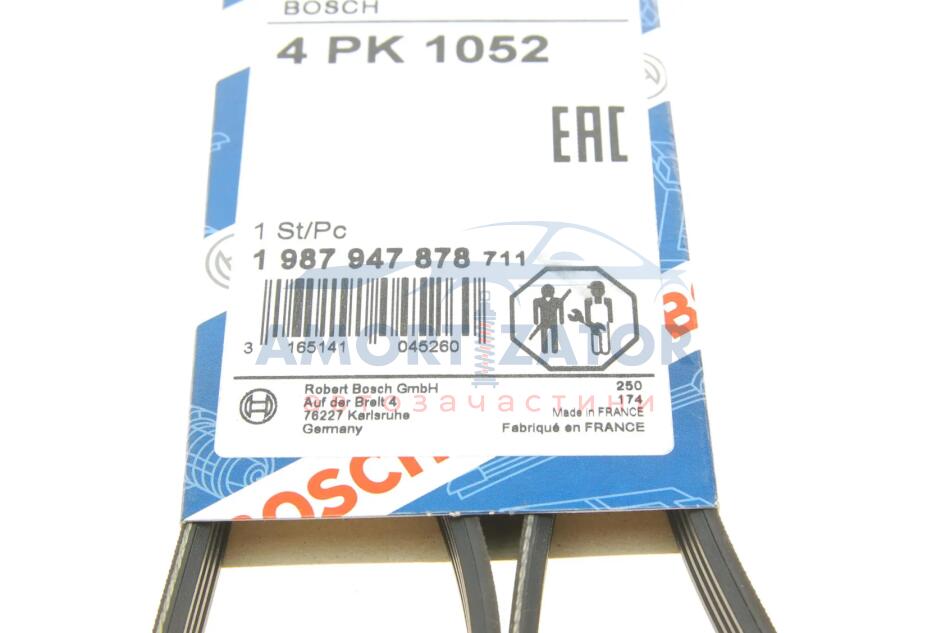 BOSCH
4 PK 1052
EAC
1 St/Pc
1 987 947 878 711
3 165141 045260
AMORTIZATOR
автозачастини
Robert Bosch GmbH
Auf der Breit 4
76227 Karlsruhe
Germany
250
174
Made in FRANCE
Fabriqué en FRANCE
BOSCH